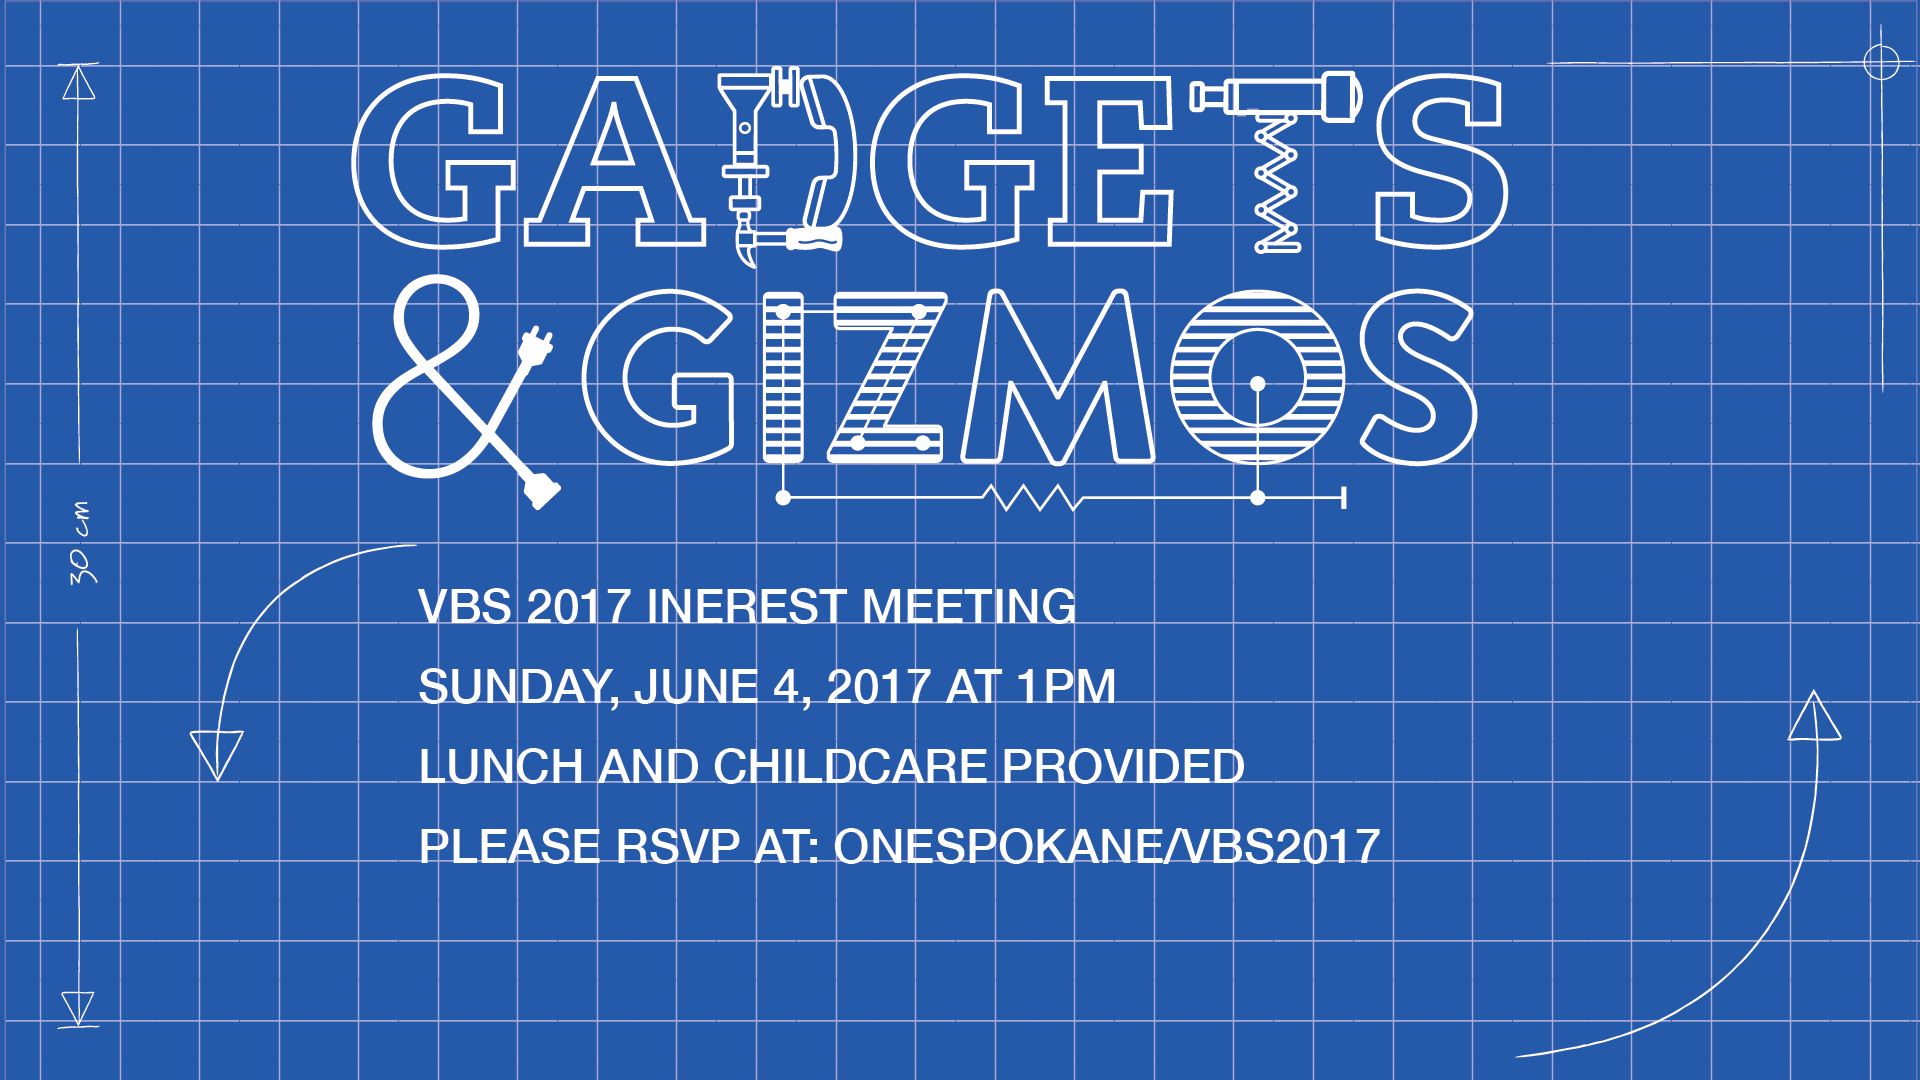 GADGETS
& GIZMOS
30 cm
VBS 2017 INEREST MEETING
SUNDAY, JUNE 4, 2017 AT 1PM
LUNCH AND CHILDCARE PROVIDED
PLEASE RSVP AT: ONESPOKANE/VBS2017